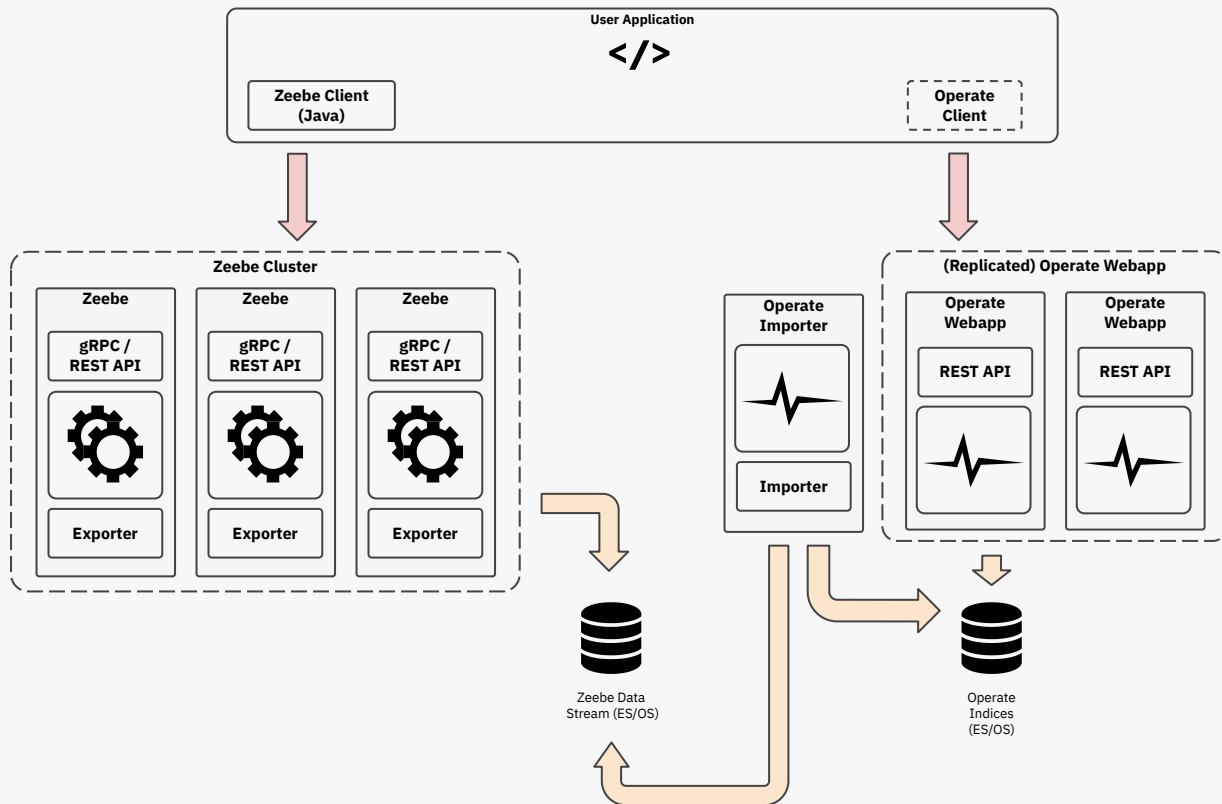 User Application
</>
Zeebe Client
(Java)
Operate
Client
Zeebe Cluster
Zeebe
gRPC /
REST API
Exporter
Zeebe
gRPC /
REST API
Exporter
Zeebe
gRPC /
REST API
Exporter
Operate
Importer
Importer
(Replicated) Operate Webapp
Operate
Webapp
REST API
Operate
Webapp
REST API
Zeebe Data
Stream (ES/OS)
Operate
Indices
(ES/OS)